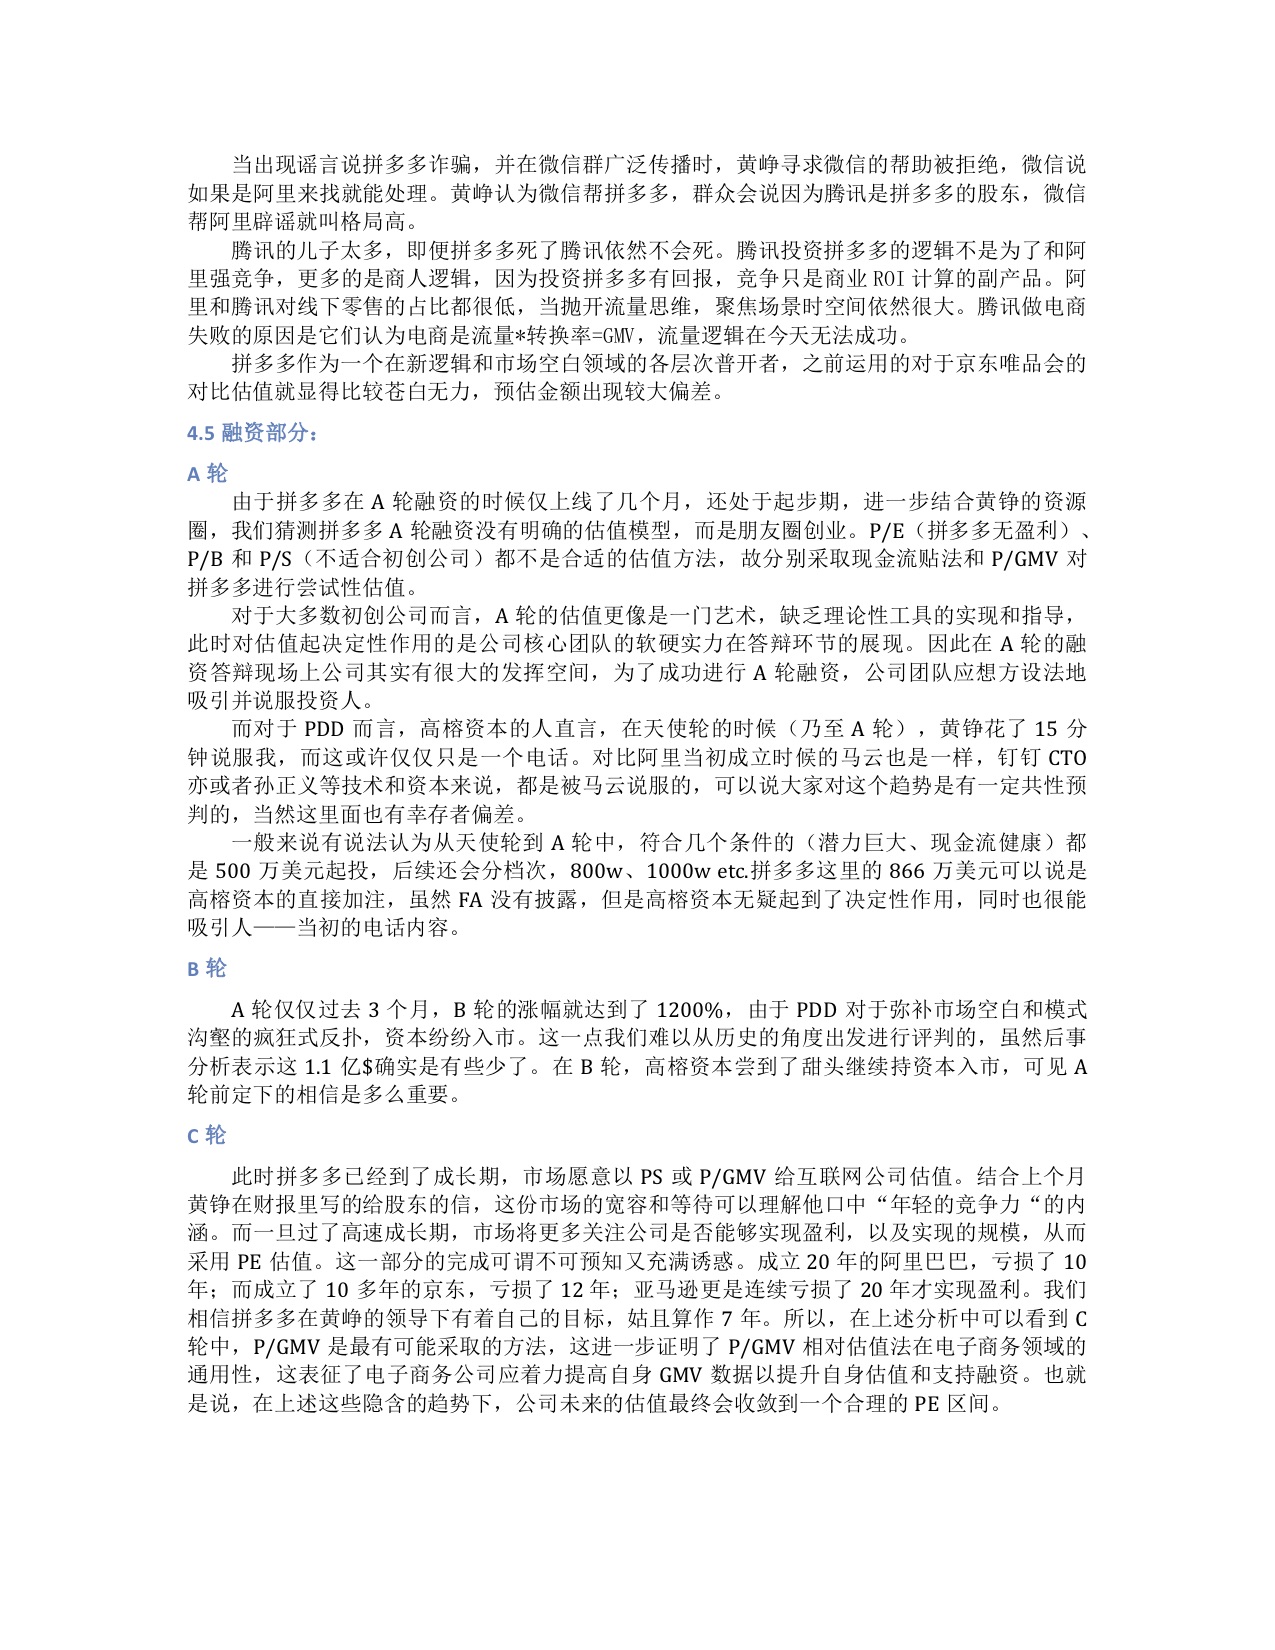 当出现谣言说拼多多诈骗，并在微信群广泛传播时，黄峥寻求微信的帮助被拒绝，微信说
如果是阿里来找就能处理。黄峥认为微信帮拼多多，群众会说因为腾讯是拼多多的股东，微信
帮阿里辟谣就叫格局高。
腾讯的儿子太多，即便拼多多死了腾讯依然不会死。腾讯投资拼多多的逻辑不是为了和阿
里强竞争，更多的是商人逻辑，因为投资拼多多有回报，竞争只是商业 ROI 计算的副产品。阿
里和腾讯对线下零售的占比都很低，当抛开流量思维，聚焦场景时空间依然很大。腾讯做电商
失败的原因是它们认为电商是流量*转换率=GMV，流量逻辑在今天无法成功。
拼多多作为一个在新逻辑和市场空白领域的各层次普开者，之前运用的对于京东唯品会的
对比估值就显得比较苍白无力，预估金额出现较大偏差。
4.5 融资部分：
A 轮
由于拼多多在 A 轮融资的时候仅上线了几个月，还处于起步期，进一步结合黄铮的资源
圈，我们猜测拼多多 A 轮融资没有明确的估值模型，而是朋友圈创业。P/E（拼多多无盈利）、
P/B 和 P/S（不适合初创公司）都不是合适的估值方法，故分别采取现金流贴法和 P/GMV 对
拼多多进行尝试性估值。
对于大多数初创公司而言，A 轮的估值更像是一门艺术，缺乏理论性工具的实现和指导，
此时对估值起决定性作用的是公司核心团队的软硬实力在答辩环节的展现。因此在 A 轮的融
资答辩现场上公司其实有很大的发挥空间，为了成功进行 A 轮融资，公司团队应想方设法地
吸引并说服投资人。
而对于 PDD 而言，高榕资本的人直言，在天使轮的时候（乃至 A 轮），黄铮花了 15 分
钟说服我，而这或许仅仅只是一个电话。对比阿里当初成立时候的马云也是一样，钉钉 CTO
亦或者孙正义等技术和资本来说，都是被马云说服的，可以说大家对这个趋势是有一定共性预
判的，当然这里面也有幸存者偏差。
一般来说有说法认为从天使轮到 A 轮中，符合几个条件的（潜力巨大、现金流健康）都
是 500 万美元起投，后续还会分档次，800w、1000w etc.拼多多这里的 866 万美元可以说是
高榕资本的直接加注，虽然 FA 没有披露，但是高榕资本无疑起到了决定性作用，同时也很能
吸引人——当初的电话内容。
B 轮
A 轮仅仅过去 3 个月，B 轮的涨幅就达到了 1200%，由于 PDD 对于弥补市场空白和模式
沟壑的疯狂式反扑，资本纷纷入市。这一点我们难以从历史的角度出发进行评判的，虽然后事
分析表示这 1.1 亿$确实是有些少了。在 B 轮，高榕资本尝到了甜头继续持资本入市，可见 A
轮前定下的相信是多么重要。
C 轮
此时拼多多已经到了成长期，市场愿意以 PS 或 P/GMV 给互联网公司估值。结合上个月
黄铮在财报里写的给股东的信，这份市场的宽容和等待可以理解他口中“年轻的竞争力“的内
涵。而一旦过了高速成长期，市场将更多关注公司是否能够实现盈利，以及实现的规模，从而
采用 PE 估值。这一部分的完成可谓不可预知又充满诱惑。成立 20 年的阿里巴巴，亏损了 10
年；而成立了 10 多年的京东，亏损了 12 年；亚马逊更是连续亏损了 20 年才实现盈利。我们
相信拼多多在黄峥的领导下有着自己的目标，姑且算作 7 年。所以，在上述分析中可以看到 C
轮中，P/GMV 是最有可能采取的方法，这进一步证明了 P/GMV 相对估值法在电子商务领域的
通用性，这表征了电子商务公司应着力提高自身 GMV 数据以提升自身估值和支持融资。也就
是说，在上述这些隐含的趋势下，公司未来的估值最终会收敛到一个合理的 PE 区间。